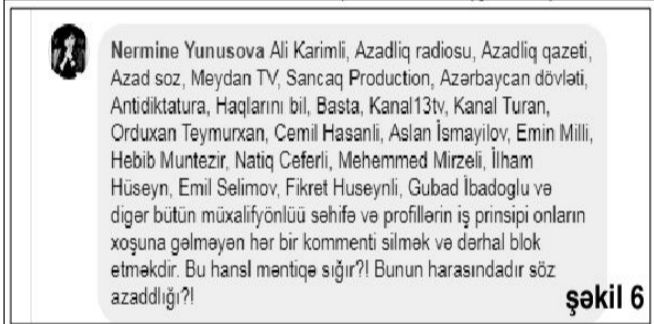 Nermine Yunusova Ali Karimli, Azadliq radiosu, Azadliq qazeti,
Azad soz, Meydan TV, Sancaq Production, Azərbaycan dövləti,
Antidiktatura, Haqlarını bil, Basta, Kanal13tv, Kanal Turan,
Orduxan Teymurxan, Cemil Hasanli, Aslan İsmayilov, Emin Milli,
Hebib Muntezir, Natiq Ceferli, Mehemmed Mirzeli, İlham
Hüseyn, Emil Selimov, Fikret Huseynli, Gubad İbadoglu və
digər bütün müxalifyönlüü səhifə və profillərin iş prinsipi onların
xoşuna gəlməyən hər bir kommenti silmək və dərhal blok
etməkdir. Bu hansl məntiqə sığır?! Bunun harasındadır söz
azaddlığı?!
şəkil 6